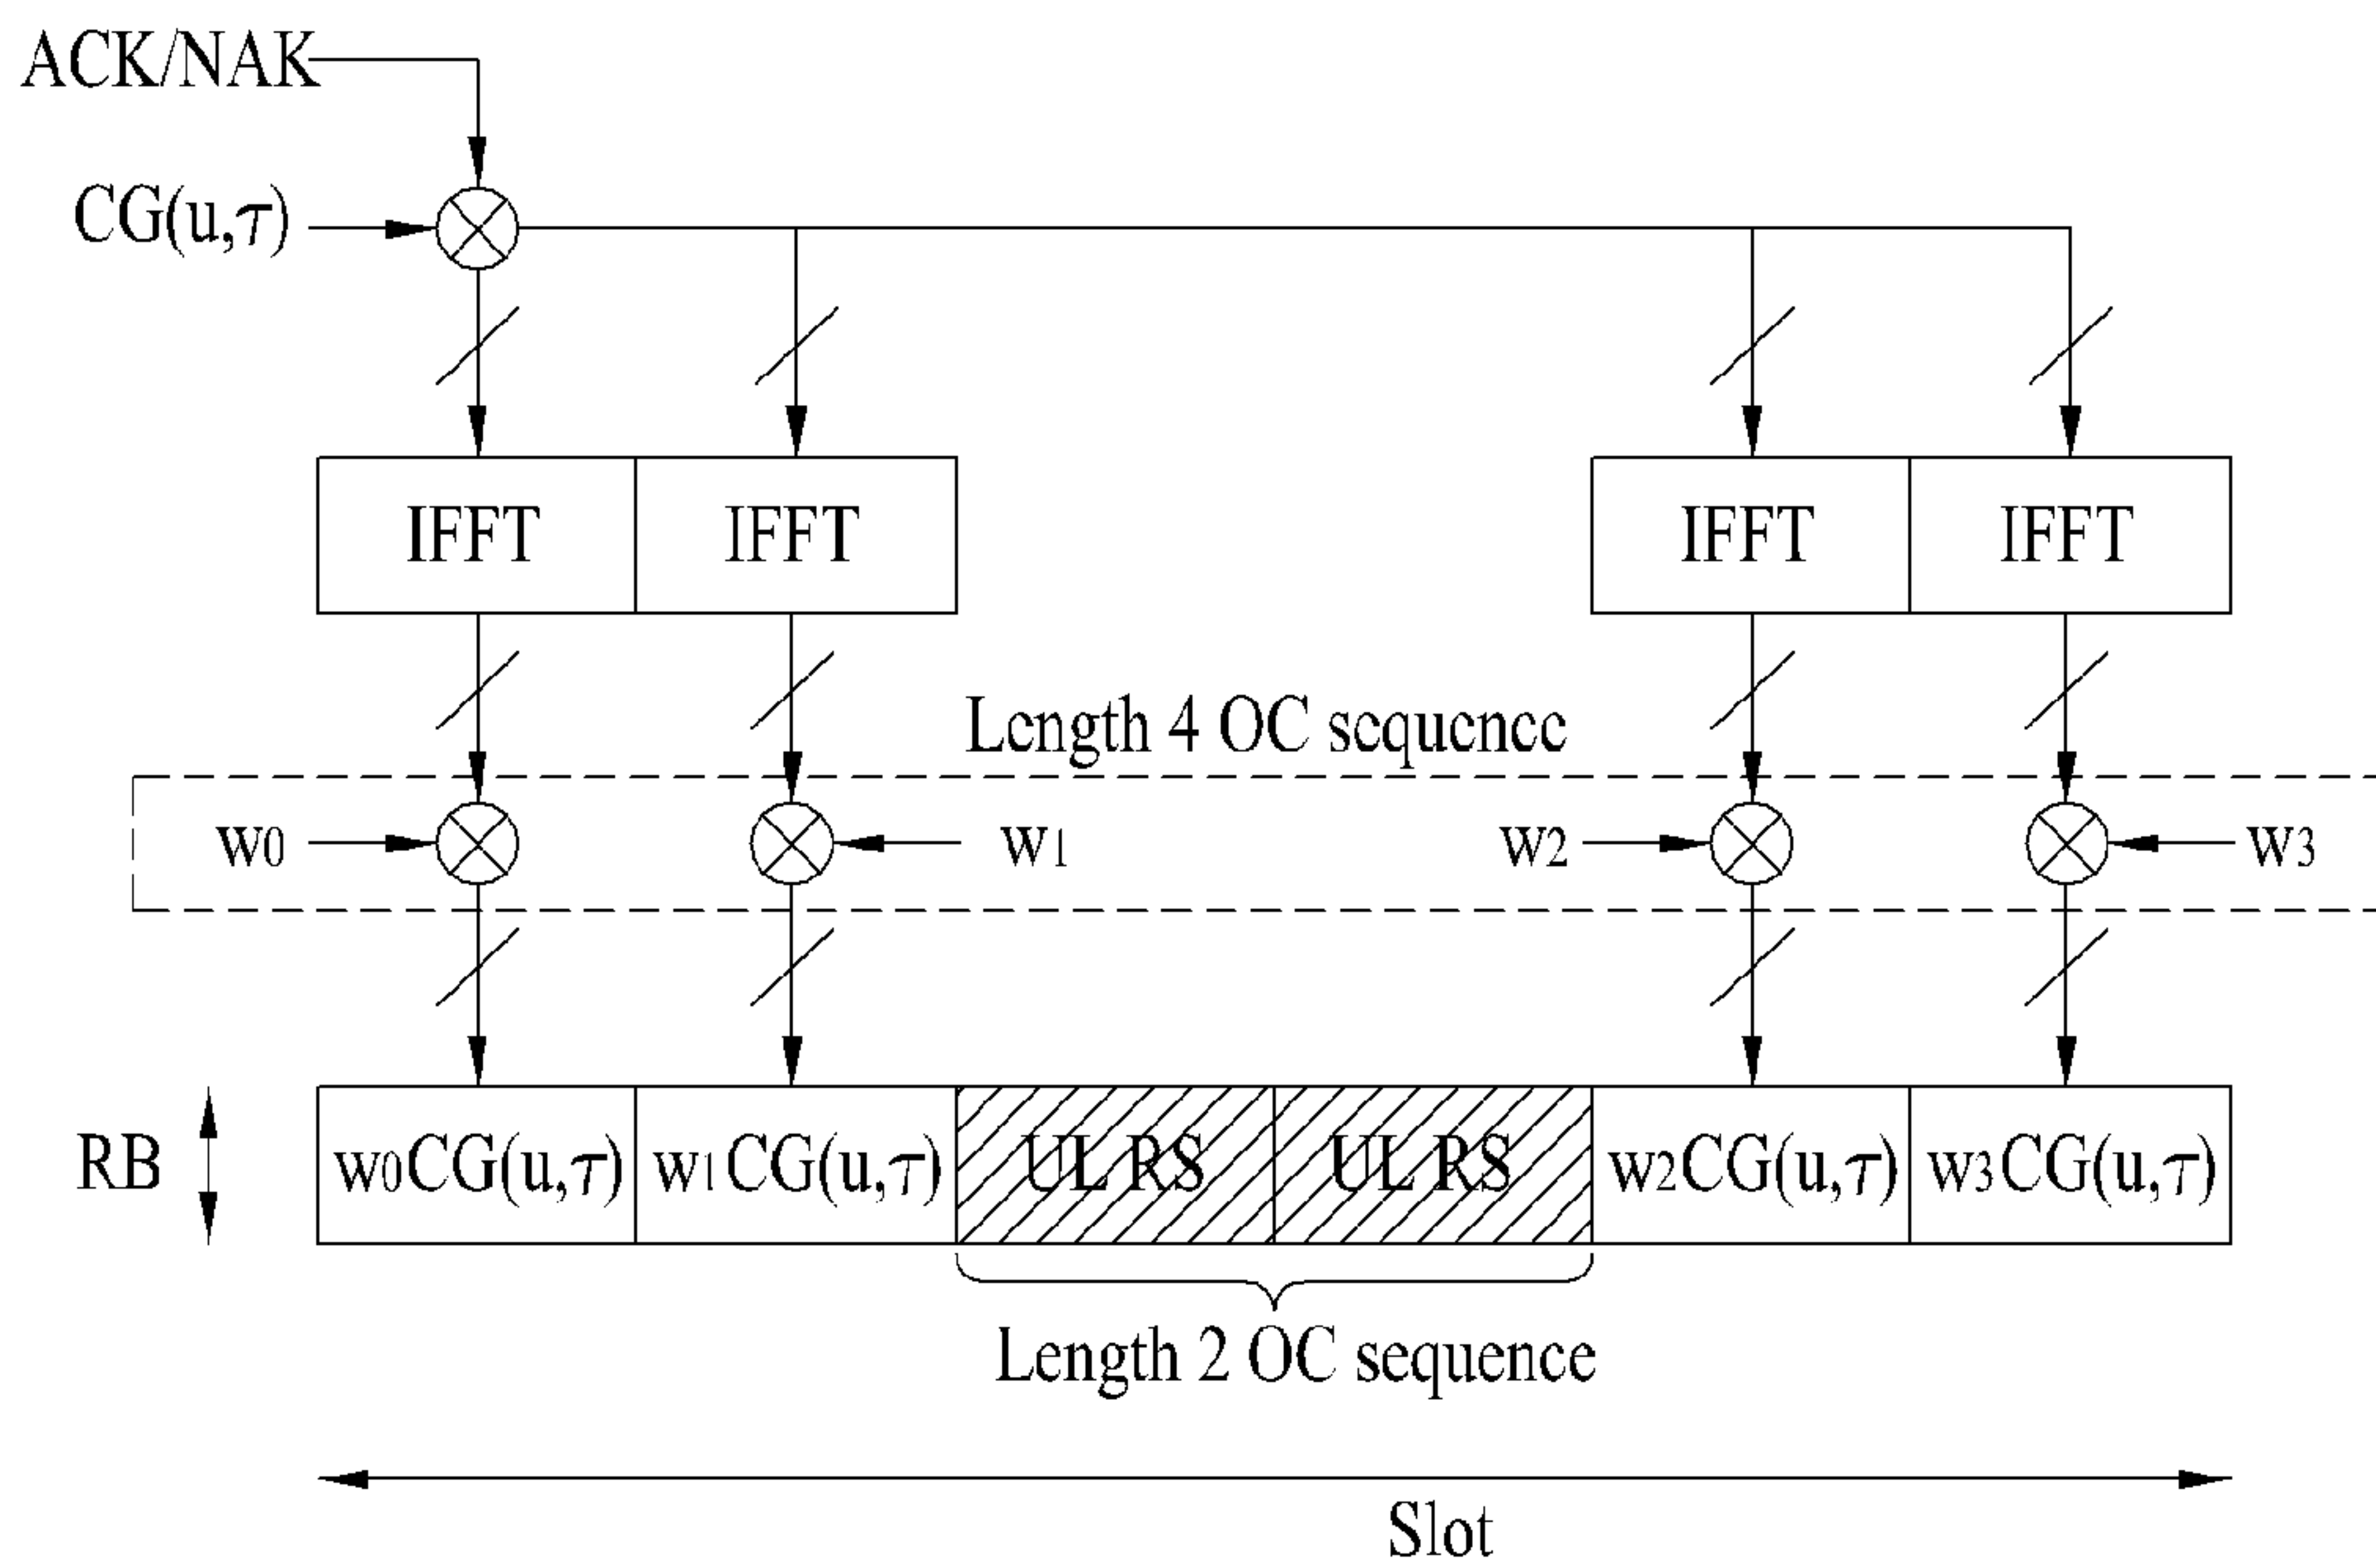 ACK/NAK
CG(u,τ)
IFFT IFFT IFFT IFFT
Length 4 OC sequence
w0 w1 w2 w3
RB w0CG(u,τ) w1CG(u,τ) UL RS UL RS w2CG(u,τ) w3CG(u,τ)
Length 2 OC sequence
Slot